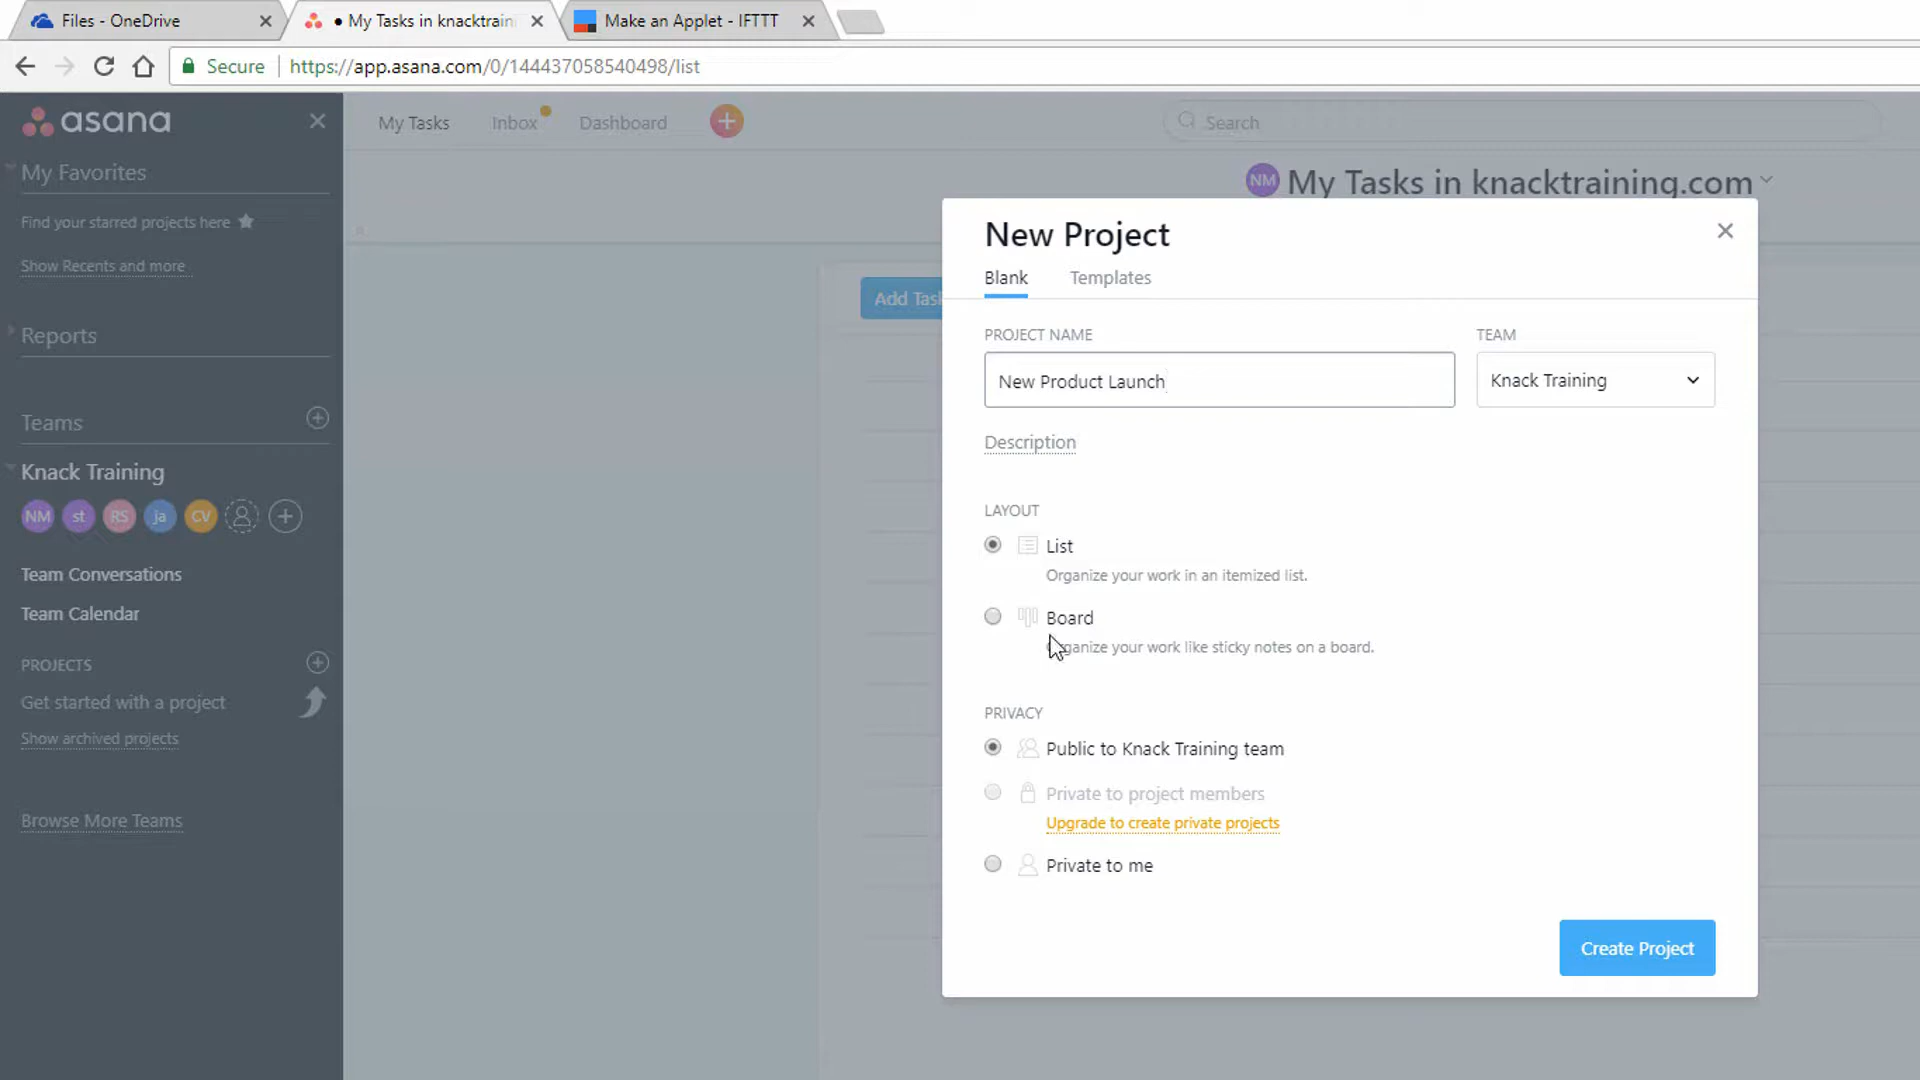 Files - OneDrive
• My Tasks in knacktrain
Make an Applet - IFTTT
Secure
https://app.asana.com/0/144437058540498/list
asana
My Tasks
Inbox
Dashboard
Search
My Favorites
NM
My Tasks in knacktraining.com
Find your starred projects here
Show Recents and more
Reports
Teams
Knack Training
NM
st
RS
ja
CV
Team Conversations
Team Calendar
PROJECTS
Get started with a project
Show archived projects
Browse More Teams
Add Task
New Project
Blank
Templates
PROJECT NAME
TEAM
New Product Launch
Knack Training
Description
LAYOUT
List
Organize your work in an itemized list.
Board
Organize your work like sticky notes on a board.
PRIVACY
Public to Knack Training team
Private to project members
Upgrade to create private projects
Private to me
Create Project